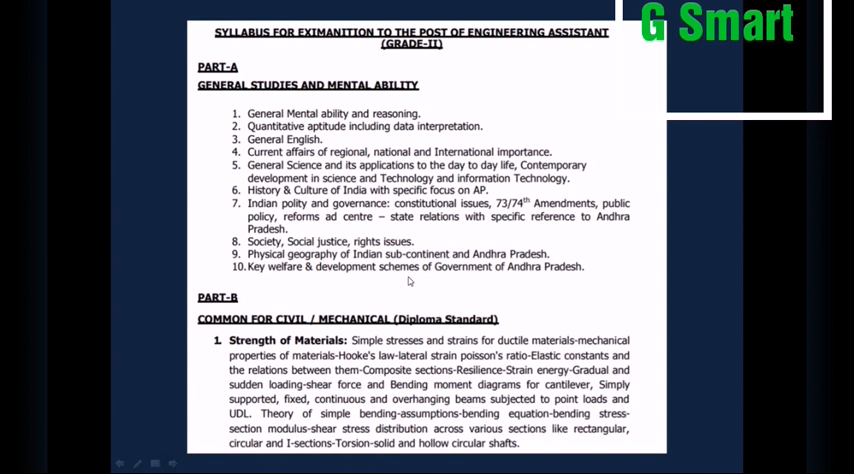 G Smart
SYLLABUS FOR EXIMANITION TO THE POST OF ENGINEERING ASSISTANT
(GRADE-II)
PART-A
GENERAL STUDIES AND MENTAL ABILITY
1. General Mental ability and reasoning.
2. Quantitative aptitude including data interpretation.
3. General English.
4. Current affairs of regional, national and International importance.
5. General Science and its applications to the day to day life, Contemporary
development in science and Technology and information Technology.
6. History & Culture of India with specific focus on AP.
7. Indian polity and governance: constitutional issues, 73/74th Amendments, public
policy, reforms ad centre – state relations with specific reference to Andhra
Pradesh.
8. Society, Social justice, rights issues.
9. Physical geography of Indian sub-continent and Andhra Pradesh.
10. Key welfare & development schemes of Government of Andhra Pradesh.
PART-B
COMMON FOR CIVIL / MECHANICAL (Diploma Standard)
1. Strength of Materials: Simple stresses and strains for ductile materials-mechanical
properties of materials-Hooke's law-lateral strain poisson's ratio-Elastic constants and
the relations between them-Composite sections-Resilience-Strain energy-Gradual and
sudden loading-shear force and Bending moment diagrams for cantilever, Simply
supported, fixed, continuous and overhanging beams subjected to point loads and
UDL. Theory of simple bending-assumptions-bending equation-bending stress-
section modulus-shear stress distribution across various sections like rectangular,
circular and I-sections-Torsion-solid and hollow circular shafts.